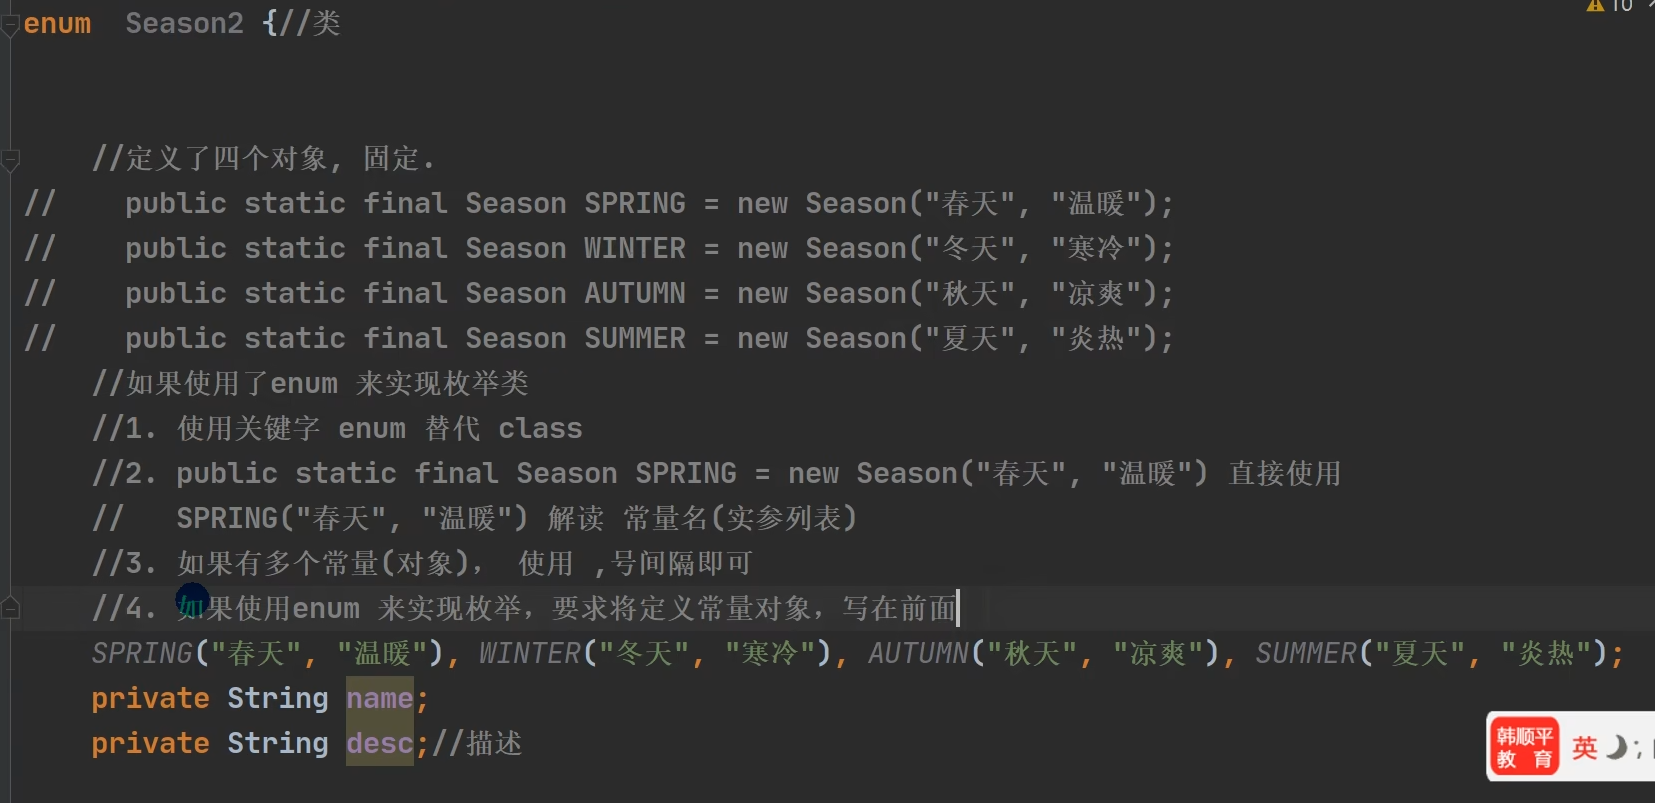 10
enum  Season2 {//类
//定义了四个对象, 固定.
//    public static final Season SPRING = new Season("春天", "温暖");
//    public static final Season WINTER = new Season("冬天", "寒冷");
//    public static final Season AUTUMN = new Season("秋天", "凉爽");
//    public static final Season SUMMER = new Season("夏天", "炎热");
//如果使用了enum 来实现枚举类
//1. 使用关键字 enum 替代 class
//2. public static final Season SPRING = new Season("春天", "温暖") 直接使用
//   SPRING("春天", "温暖") 解读 常量名(实参列表)
//3. 如果有多个常量(对象)， 使用 ,号间隔即可
//4. 如果使用enum 来实现枚举，要求将定义常量对象，写在前面
SPRING("春天", "温暖"), WINTER("冬天", "寒冷"), AUTUMN("秋天", "凉爽"), SUMMER("夏天", "炎热");
private String name;
private String desc;//描述
韩顺平
教 育
英